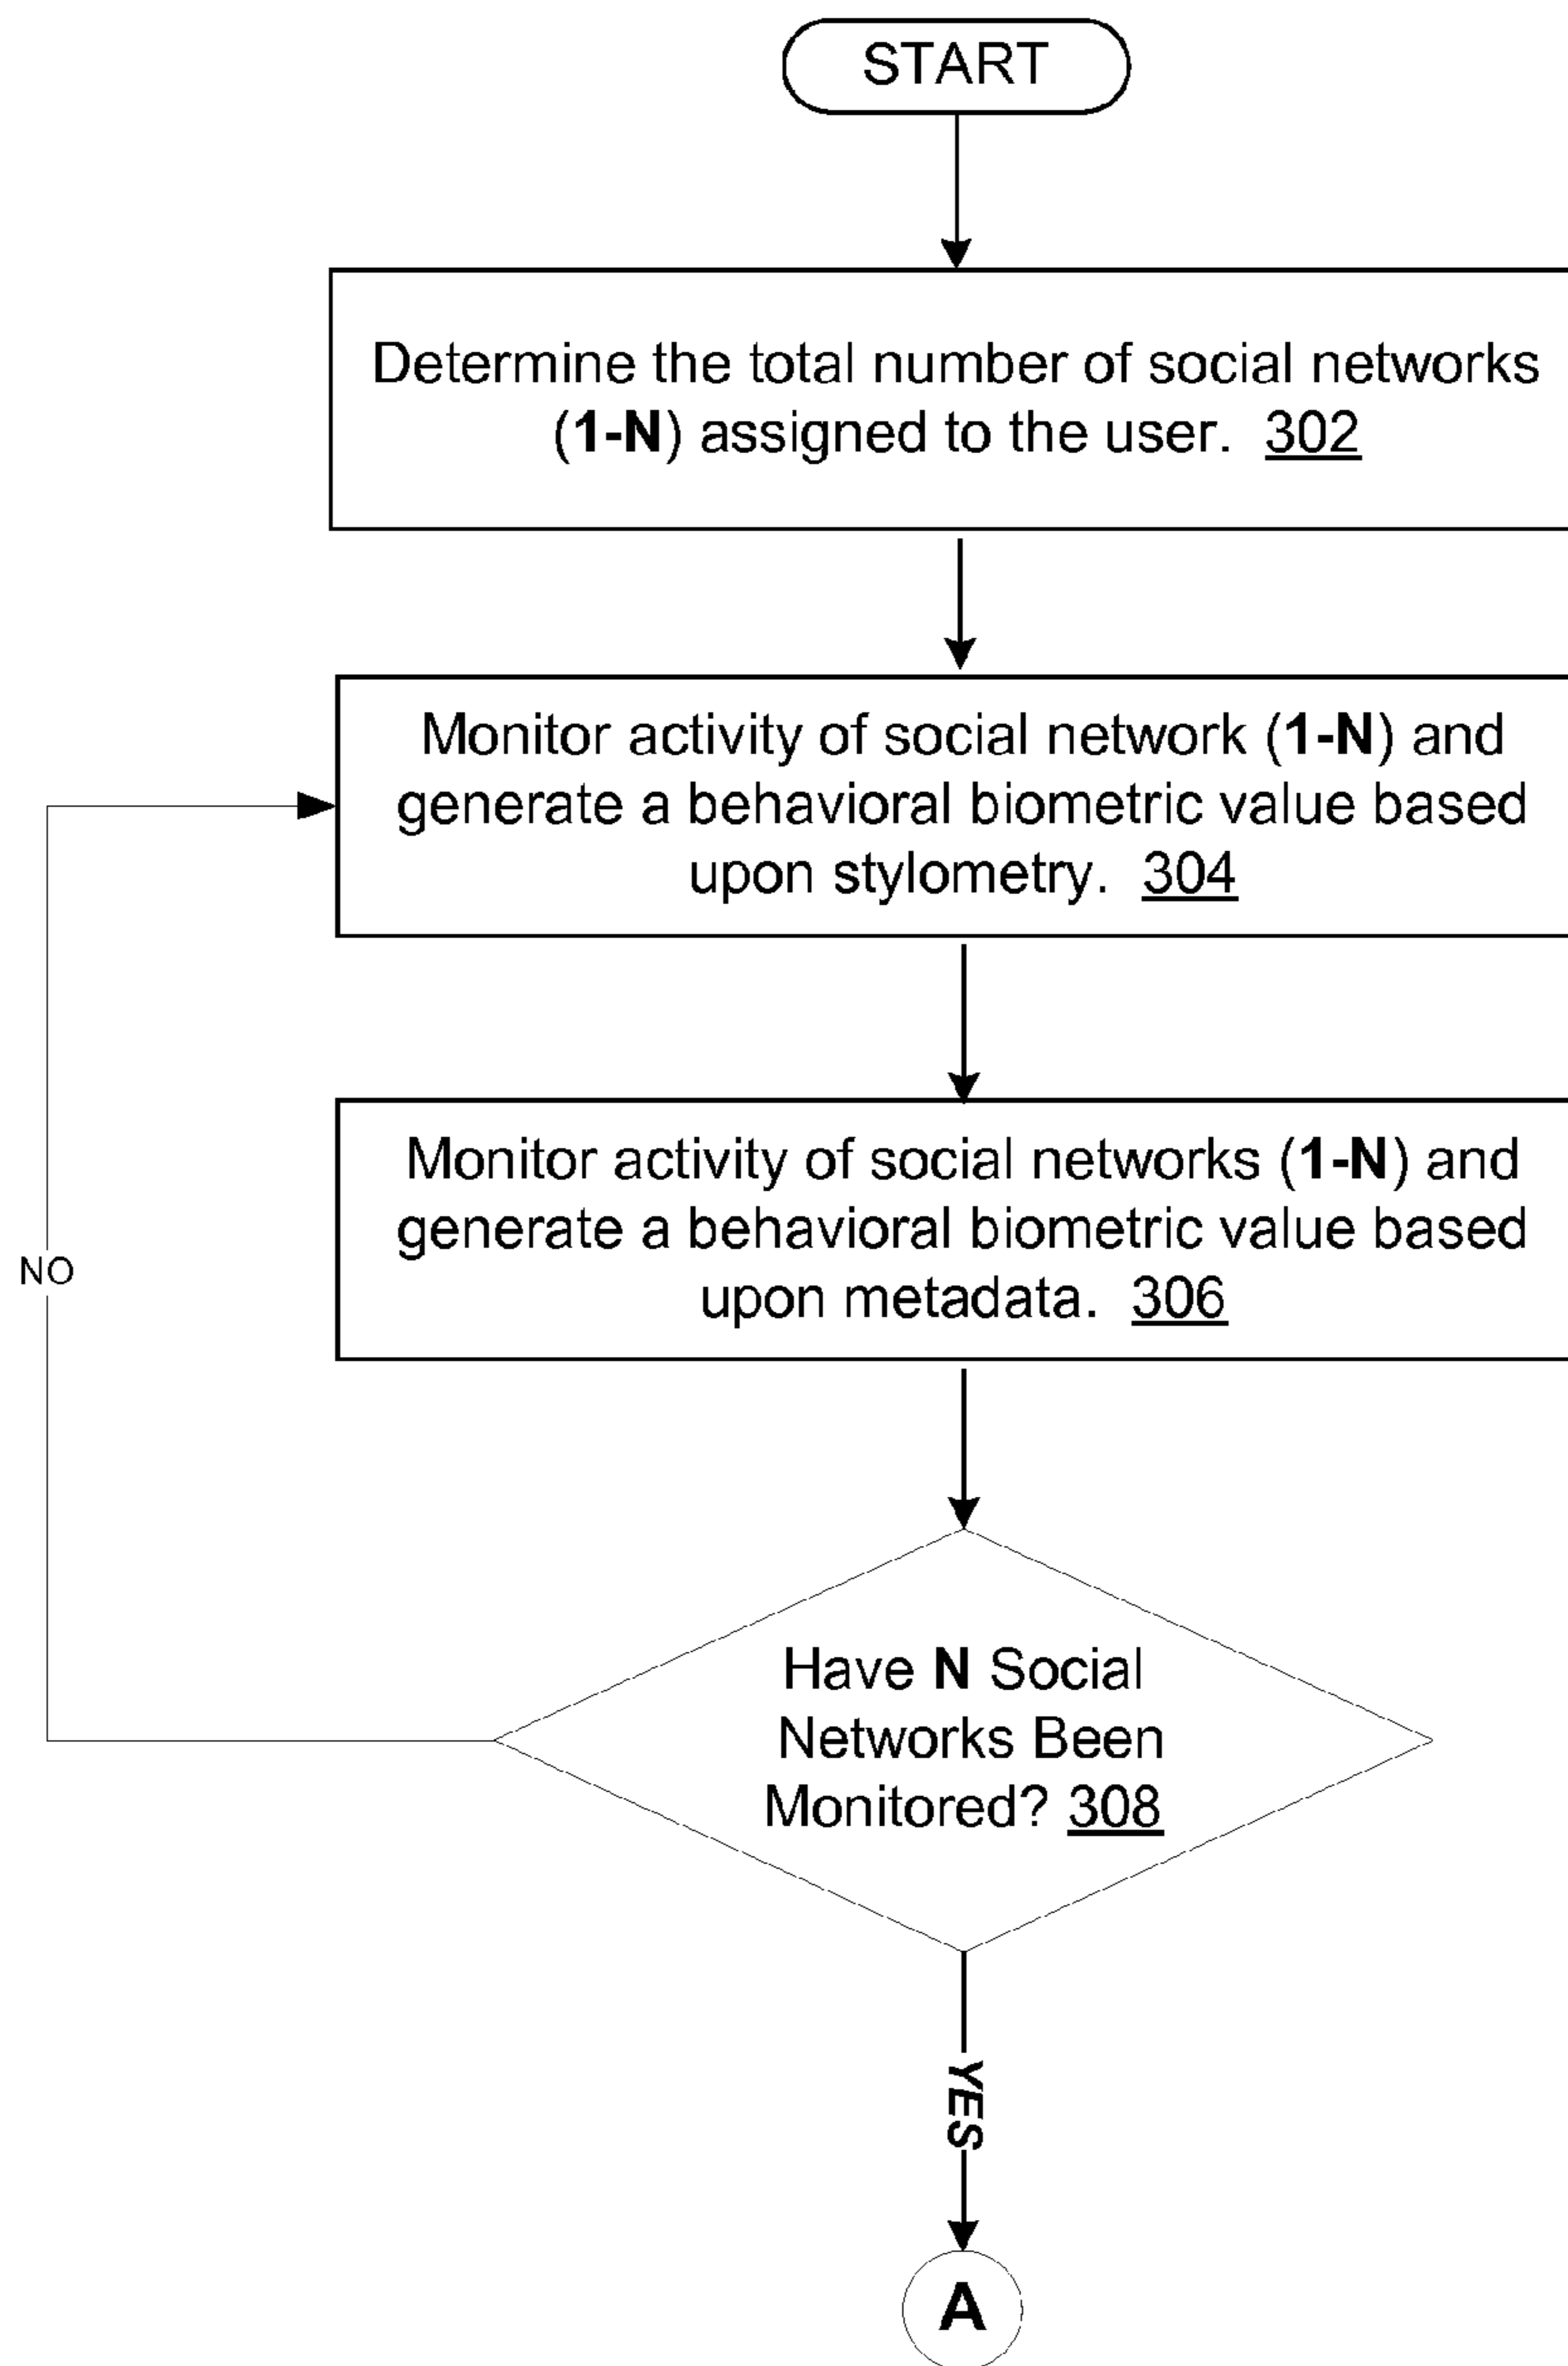 START
Determine the total number of social networks
(1-N) assigned to the user. 302
Monitor activity of social network (1-N) and
generate a behavioral biometric value based
upon stylometry. 304
Monitor activity of social networks (1-N) and
generate a behavioral biometric value based
upon metadata. 306
NO
Have N Social
Networks Been
Monitored? 308
YES
A